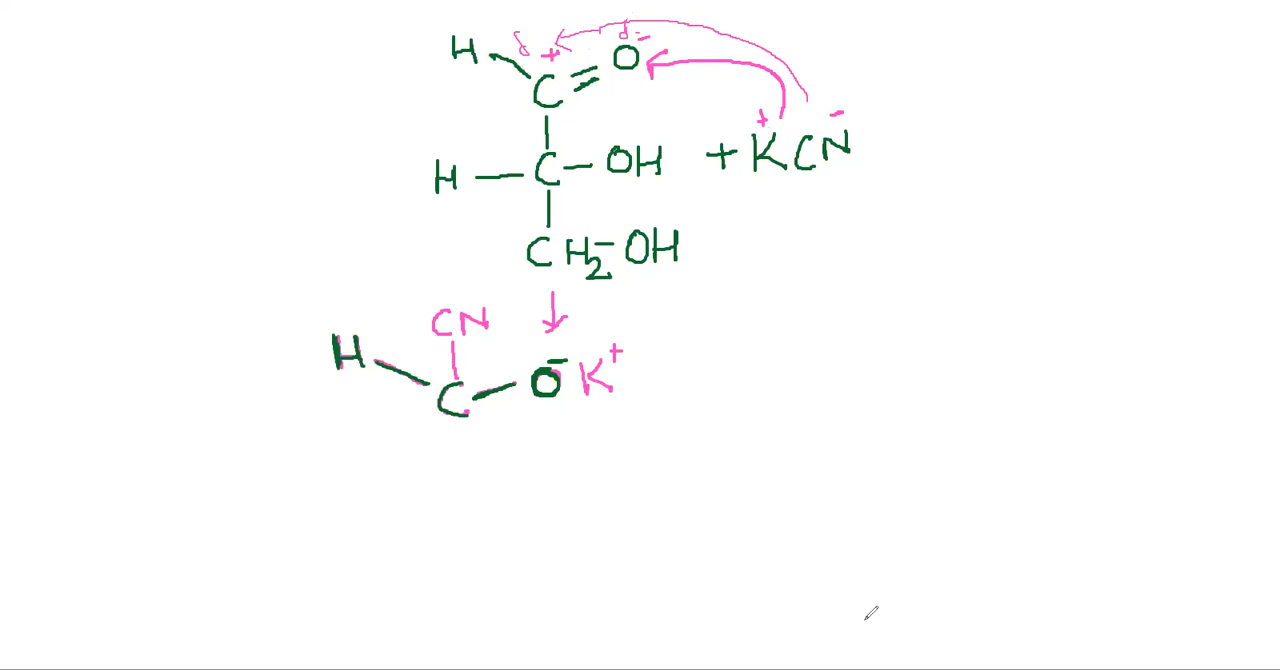 H δ+ δ-
C=O
H—C—OH + K+CN-
CH2-OH
CN
H C—O- K+